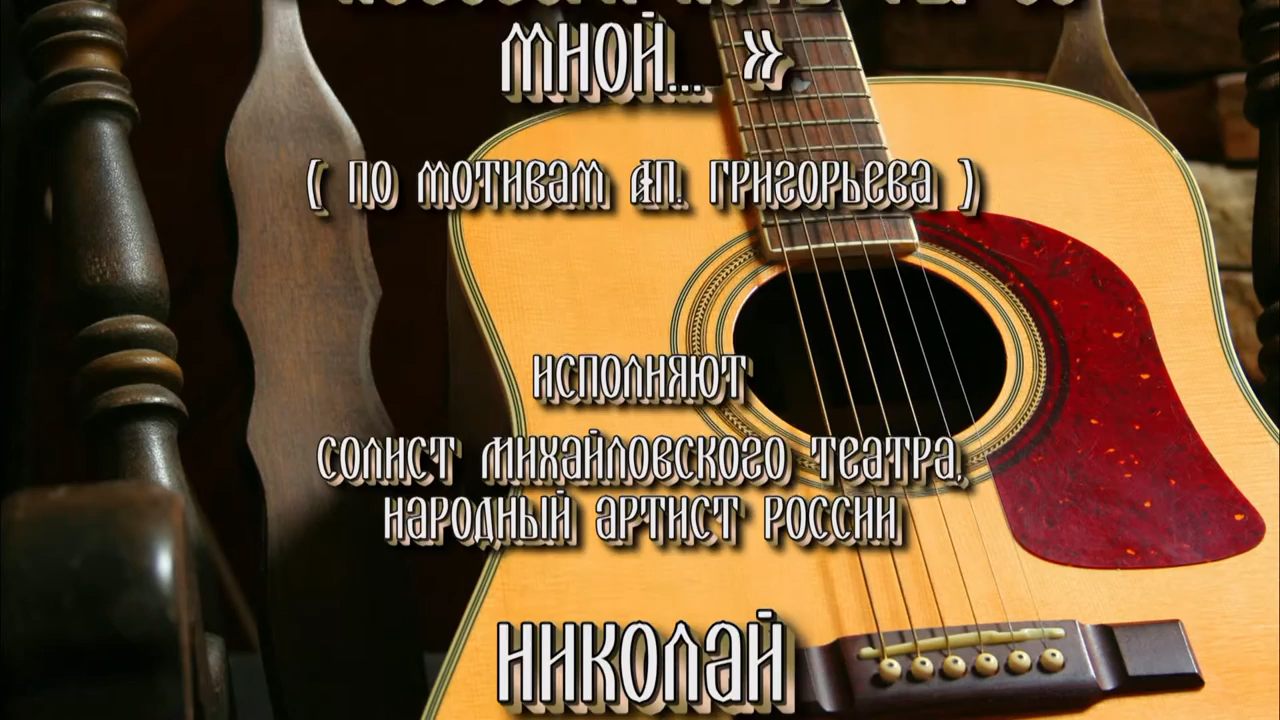 МНОЙ... »
( ПО МОТИВАМ АП. ГРИГОРЬЕВА )
ИСПОЛНЯЮТ
СОЛИСТ МИХАЙЛОВСКОГО ТЕАТРА,
НАРОДНЫЙ АРТИСТ РОССИИ
НИКОЛАЙ